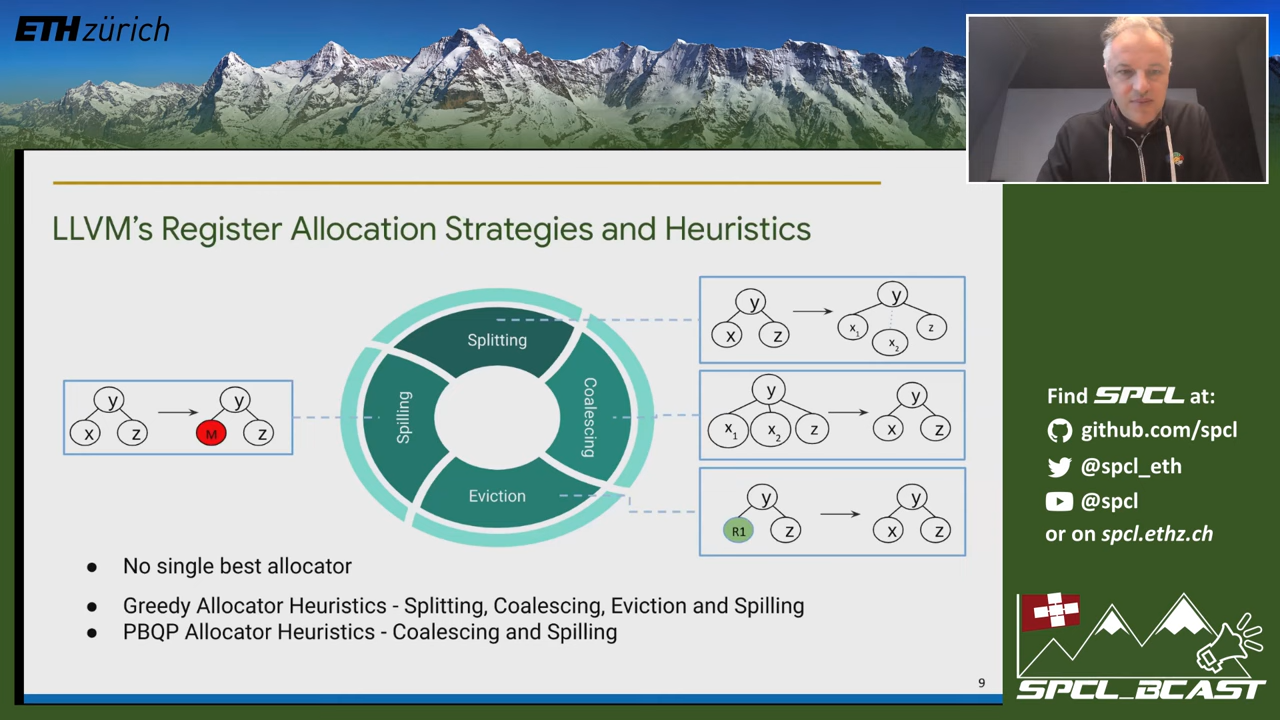 ETH zürich
LLVM's Register Allocation Strategies and Heuristics
Splitting
Coalescing
Eviction
Spilling
y
x
z
y
M
z
y
x
z
y
x1
x2
z
y
x1
x2
z
y
x
z
y
R1
z
y
x
z
● No single best allocator
● Greedy Allocator Heuristics - Splitting, Coalescing, Eviction and Spilling
● PBQP Allocator Heuristics - Coalescing and Spilling
9
Find SPCL at:
github.com/spcl
@spcl_eth
@spcl
or on spcl.ethz.ch
SPCL_BCAST